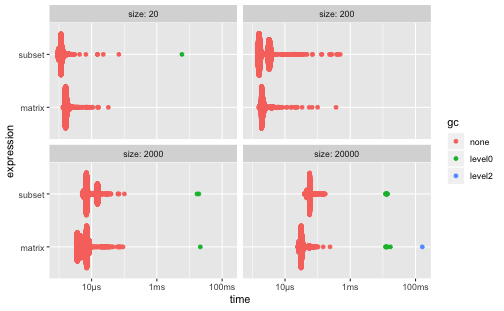 size: 20
size: 200
subset
matrix
size: 2000
size: 20000
subset
matrix
expression
10µs
1ms
100ms
10µs
1ms
100ms
time
gc
none
level0
level2